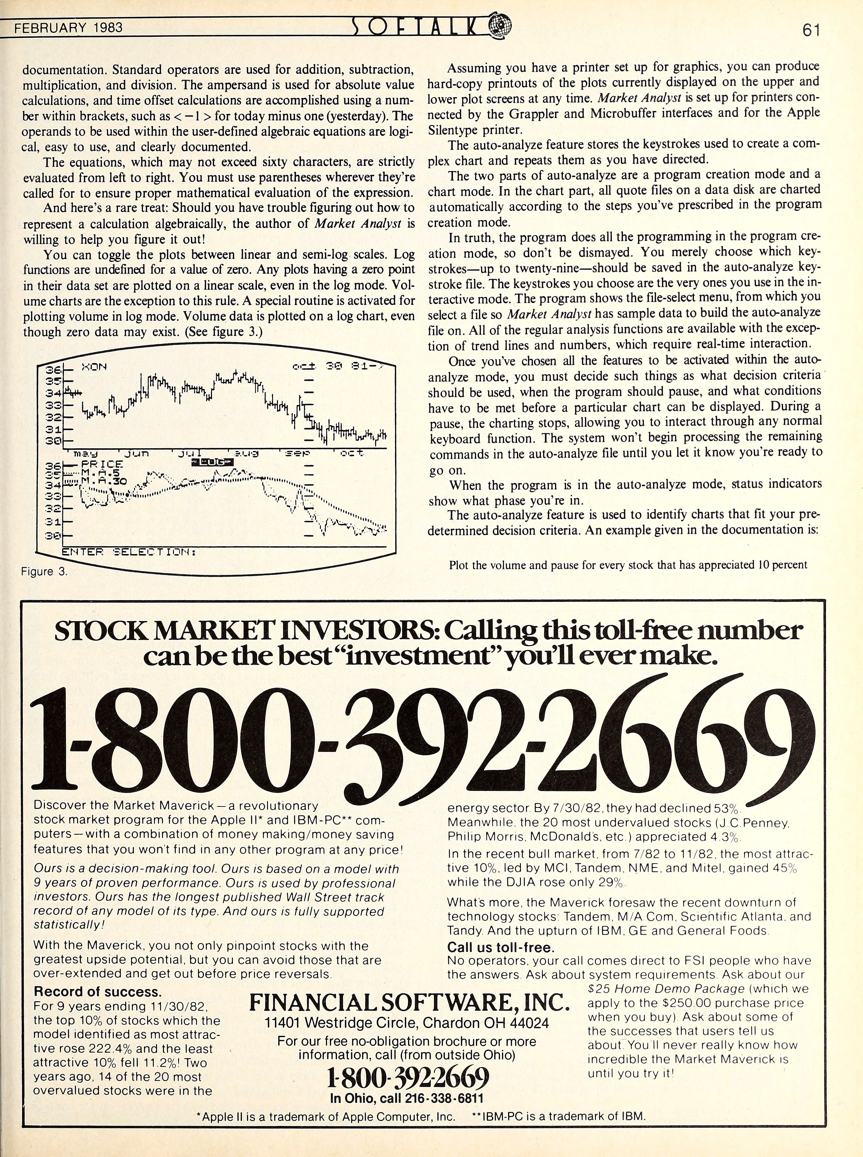 FEBRUARY 1983
SOFTALK
61
documentation. Standard operators are used for addition, subtraction,
multiplication, and division. The ampersand is used for absolute value
calculations, and time offset calculations are accomplished using a num-
ber within brackets, such as < −1 > for today minus one (yesterday). The
operands to be used within the user-defined algebraic equations are logi-
cal, easy to use, and clearly documented.
The equations, which may not exceed sixty characters, are strictly
evaluated from left to right. You must use parentheses wherever they're
called for to ensure proper mathematical evaluation of the expression.
And here's a rare treat: Should you have trouble figuring out how to
represent a calculation algebraically, the author of Market Analyst is
willing to help you figure it out!
You can toggle the plots between linear and semi-log scales. Log
functions are undefined for a value of zero. Any plots having a zero point
in their data set are plotted on a linear scale, even in the log mode. Vol-
ume charts are the exception to this rule. A special routine is activated for
plotting volume in log mode. Volume data is plotted on a log chart, even
though zero data may exist. (See figure 3.)
36 XON oct 30 81
35
34
33
32
31
30
may jun jul aug sep oct
36 PRICE LOG
35 M.A.5
34 M.A.30
33
32
31
30
ENTER SELECTION:
Figure 3.
Assuming you have a printer set up for graphics, you can produce
hard-copy printouts of the plots currently displayed on the upper and
lower plot screens at any time. Market Analyst is set up for printers con-
nected by the Grappler and Microbuffer interfaces and for the Apple
Silentype printer.
The auto-analyze feature stores the keystrokes used to create a com-
plex chart and repeats them as you have directed.
The two parts of auto-analyze are a program creation mode and a
chart mode. In the chart part, all quote files on a data disk are charted
automatically according to the steps you've prescribed in the program
creation mode.
In truth, the program does all the programming in the program cre-
ation mode, so don't be dismayed. You merely choose which key-
strokes—up to twenty-nine—should be saved in the auto-analyze key-
stroke file. The keystrokes you choose are the very ones you use in the in-
teractive mode. The program shows the file-select menu, from which you
select a file so Market Analyst has sample data to build the auto-analyze
file on. All of the regular analysis functions are available with the excep-
tion of trend lines and numbers, which require real-time interaction.
Once you've chosen all the features to be activated within the auto-
analyze mode, you must decide such things as what decision criteria
should be used, when the program should pause, and what conditions
have to be met before a particular chart can be displayed. During a
pause, the charting stops, allowing you to interact through any normal
keyboard function. The system won't begin processing the remaining
commands in the auto-analyze file until you let it know you're ready to
go on.
When the program is in the auto-analyze mode, status indicators
show what phase you're in.
The auto-analyze feature is used to identify charts that fit your pre-
determined decision criteria. An example given in the documentation is:
Plot the volume and pause for every stock that has appreciated 10 percent
STOCK MARKET INVESTORS: Calling this toll-free number
can be the best "investment" you'll ever make.
1-800-392-2669
Discover the Market Maverick—a revolutionary
stock market program for the Apple II* and IBM-PC** com-
puters—with a combination of money making/money saving
features that you won't find in any other program at any price!
Ours is a decision-making tool. Ours is based on a model with
9 years of proven performance. Ours is used by professional
investors. Ours has the longest published Wall Street track
record of any model of its type. And ours is fully supported
statistically!
With the Maverick, you not only pinpoint stocks with the
greatest upside potential, but you can avoid those that are
over-extended and get out before price reversals.
Record of success.
For 9 years ending 11/30/82,
the top 10% of stocks which the
model identified as most attrac-
tive rose 222.4% and the least
attractive 10% fell 11.2%! Two
years ago, 14 of the 20 most
overvalued stocks were in the
energy sector. By 7/30/82, they had declined 53%.
Meanwhile, the 20 most undervalued stocks (J.C.Penney,
Philip Morris, McDonald's, etc.) appreciated 4.3%.
In the recent bull market, from 7/82 to 11/82, the most attrac-
tive 10%, led by MCI, Tandem, NME, and Mitel, gained 45%
while the DJIA rose only 29%.
What's more, the Maverick foresaw the recent downturn of
technology stocks: Tandem, M/A Com, Scientific Atlanta, and
Tandy. And the upturn of IBM, GE and General Foods.
Call us toll-free.
No operators, your call comes direct to FSI people who have
the answers. Ask about system requirements. Ask about our
$25 Home Demo Package (which we
apply to the $250.00 purchase price
when you buy). Ask about some of
the successes that users tell us
about. You'll never really know how
incredible the Market Maverick is
until you try it!
FINANCIAL SOFTWARE, INC.
11401 Westridge Circle, Chardon OH 44024
For our free no-obligation brochure or more
information, call (from outside Ohio)
1-800-392-2669
In Ohio, call 216-338-6811
*Apple II is a trademark of Apple Computer, Inc. **IBM-PC is a trademark of IBM.